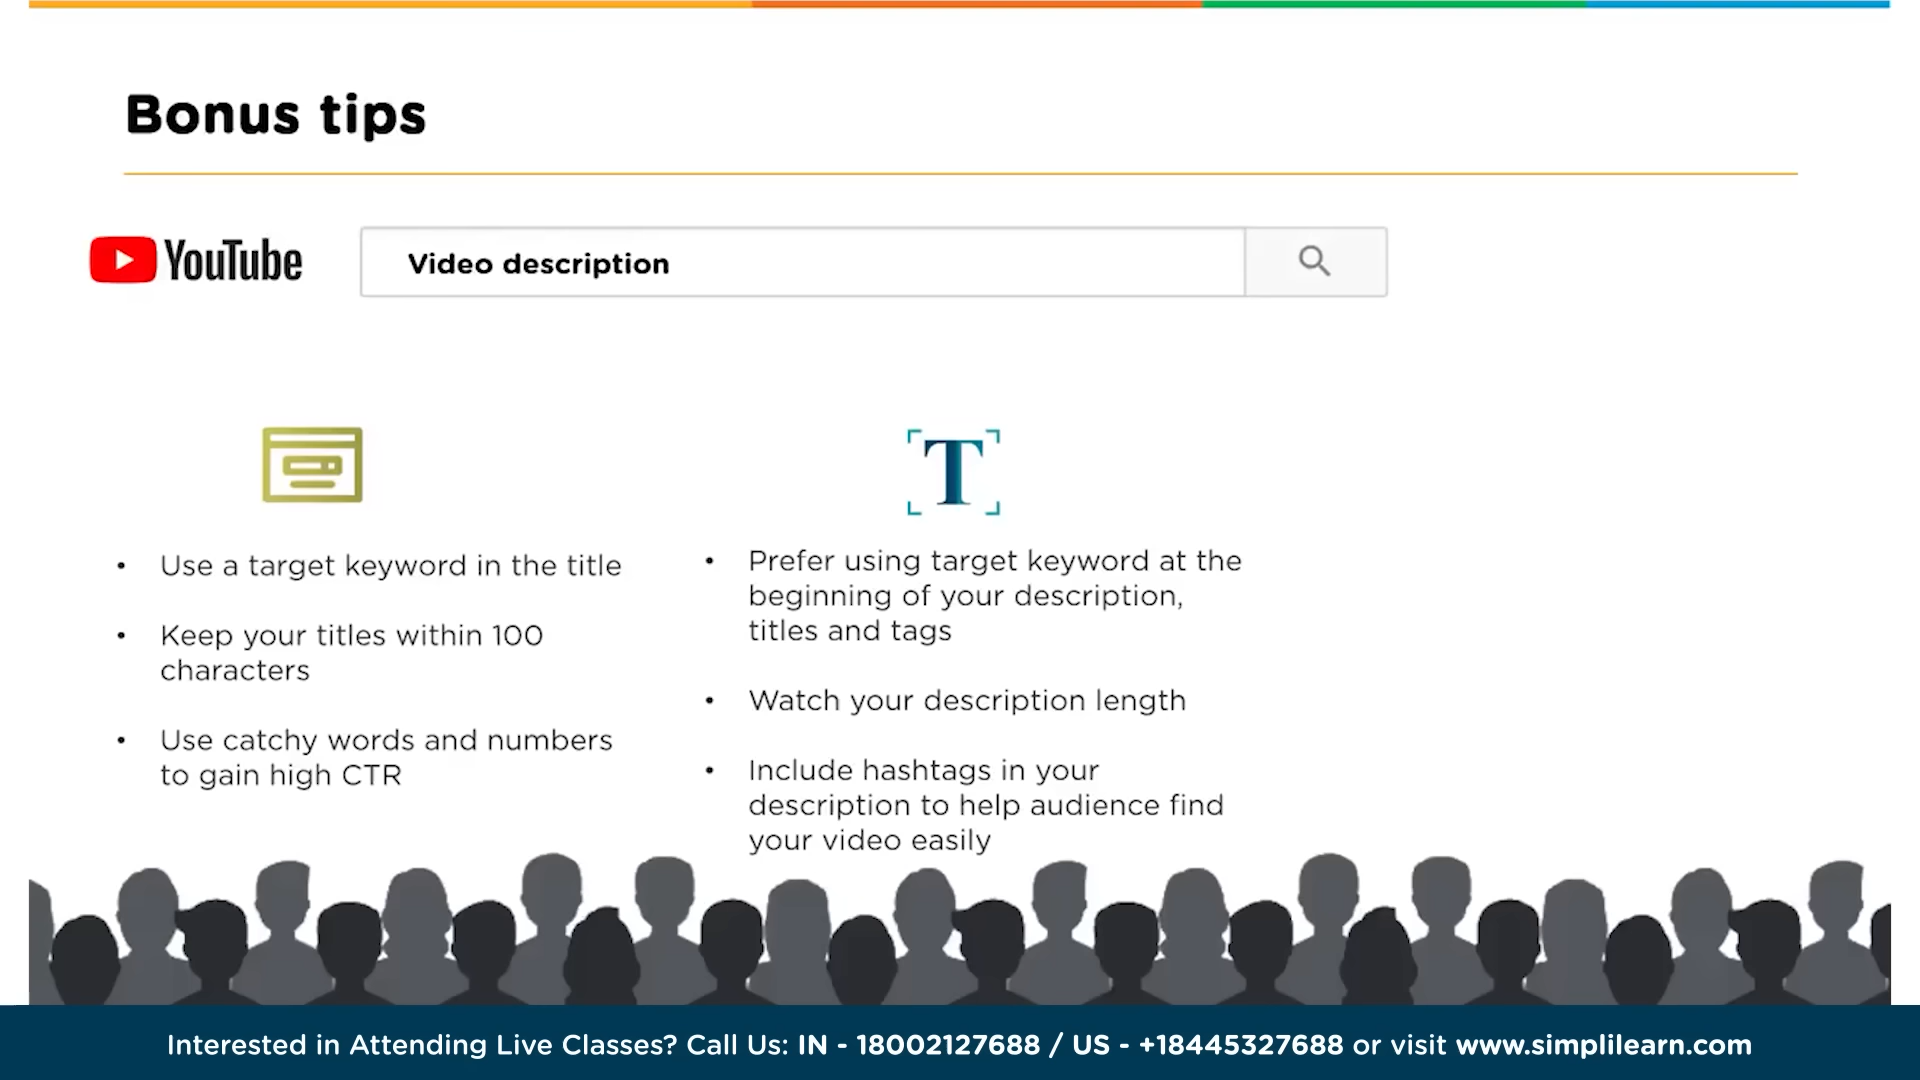 Bonus tips
YouTube
Video description
T
• Use a target keyword in the title
• Keep your titles within 100
characters
• Use catchy words and numbers
to gain high CTR
• Prefer using target keyword at the
beginning of your description,
titles and tags
• Watch your description length
• Include hashtags in your
description to help audience find
your video easily
Interested in Attending Live Classes? Call Us: IN - 18002127688 / US - +18445327688 or visit www.simplilearn.com